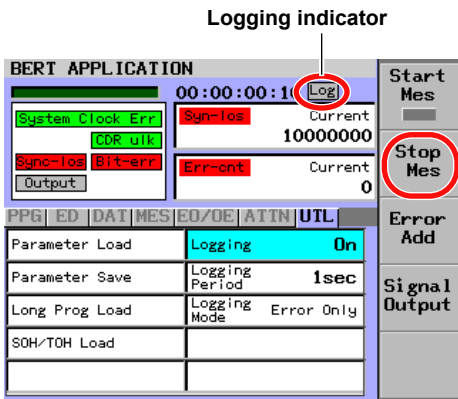 Logging indicator
BERT APPLICATION
00:00:00:1 Log
System Clock Err
CDR ulk
Sync-los Bit-err
Output
Syn-los Current
10000000
Err-cnt Current
0
PPG ED DAT MES EO/OE ATTN UTL
Parameter Load Logging On
Parameter Save Logging Period 1sec
Long Prog Load Logging Mode Error Only
SOH/TOH Load
Start
Mes
Stop
Mes
Error
Add
Signal
Output